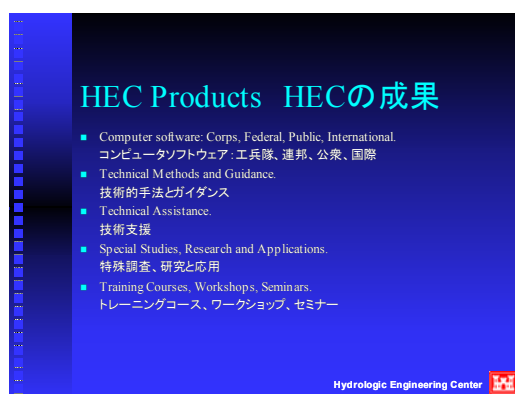 HEC Products HECの成果
Computer software: Corps, Federal, Public, International.
コンピュータソフトウェア：工兵隊、連邦、公衆、国際
Technical Methods and Guidance.
技術的手法とガイダンス
Technical Assistance.
技術支援
Special Studies, Research and Applications.
特殊調査、研究と応用
Training Courses, Workshops, Seminars.
トレーニングコース、ワークショップ、セミナー
Hydrologic Engineering Center